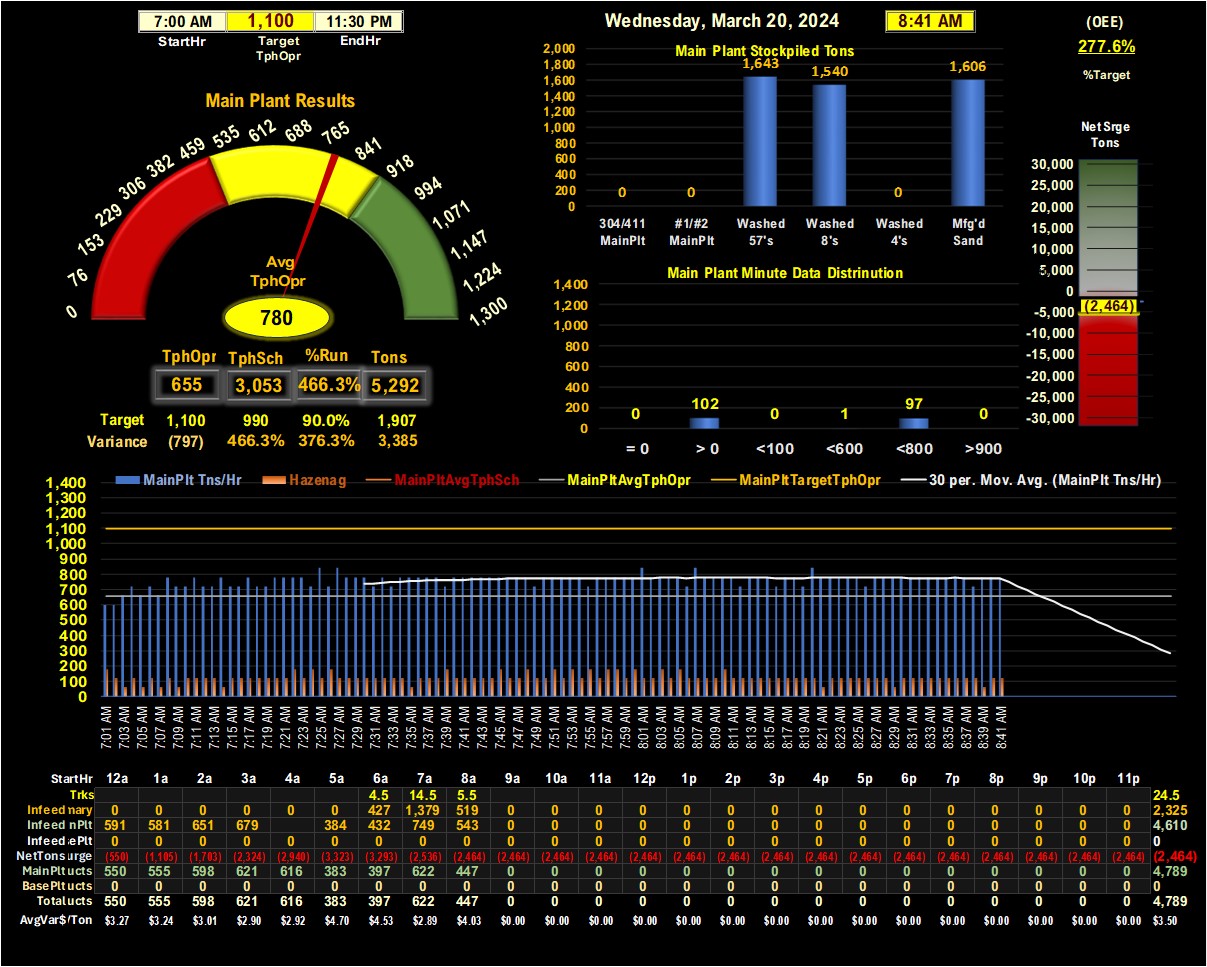 7:00 AM 1,100 11:30 PM
StartHr Target TphOpr EndHr
Wednesday, March 20, 2024 8:41 AM
(OEE)
277.6%
%Target
Main Plant Results
0 76 153 229 306 382 459 535 612 688 765 841 918 994 1,071 1,147 1,224 1,300
Avg
TphOpr
780
TphOpr TphSch %Run Tons
655 3,053 466.3% 5,292
Target 1,100 990 90.0% 1,907
Variance (797) 466.3% 376.3% 3,385
Main Plant Stockpiled Tons
2,000
1,800
1,600
1,400
1,200
1,000
800
600
400
200
0
0 0 1,643 1,540 0 1,606
304/411 #1/#2 Washed Washed Washed Mfg'd
MainPlt MainPlt 57's 8's 4's Sand
Main Plant Minute Data Distrinution
1,400
1,200
1,000
800
600
400
200
0
0 102 0 1 97 0
= 0 > 0 <100 <600 <800 >900
Net Srge
Tons
30,000
25,000
20,000
15,000
10,000
5,000
0
(2,464)
-5,000
-10,000
-15,000
-20,000
-25,000
-30,000
MainPlt Tns/Hr Hazenag MainPltAvgTphSch MainPltAvgTphOpr MainPltTargetTphOpr 30 per. Mov. Avg. (MainPlt Tns/Hr)
1,400
1,300
1,200
1,100
1,000
900
800
700
600
500
400
300
200
100
0
7:01 AM 7:03 AM 7:05 AM 7:07 AM 7:09 AM 7:11 AM 7:13 AM 7:15 AM 7:17 AM 7:19 AM 7:21 AM 7:23 AM 7:25 AM 7:27 AM 7:29 AM 7:31 AM 7:33 AM 7:35 AM 7:37 AM 7:39 AM 7:41 AM 7:43 AM 7:45 AM 7:47 AM 7:49 AM 7:51 AM 7:53 AM 7:55 AM 7:57 AM 7:59 AM 8:01 AM 8:03 AM 8:05 AM 8:07 AM 8:09 AM 8:11 AM 8:13 AM 8:15 AM 8:17 AM 8:19 AM 8:21 AM 8:23 AM 8:25 AM 8:27 AM 8:29 AM 8:31 AM 8:33 AM 8:35 AM 8:37 AM 8:39 AM 8:41 AM
StartHr 12a 1a 2a 3a 4a 5a 6a 7a 8a 9a 10a 11a 12p 1p 2p 3p 4p 5p 6p 7p 8p 9p 10p 11p
Trks 4.5 14.5 5.5 24.5
Infeed nary 0 0 0 0 0 0 427 1,379 519 0 0 0 0 0 0 0 0 0 0 0 0 0 0 0 2,325
Infeed nPlt 591 581 651 679 384 432 749 543 0 0 0 0 0 0 0 0 0 0 0 0 0 0 0 4,610
Infeed ePlt 0 0 0 0 0 0 0 0 0 0 0 0 0 0 0 0 0 0 0 0 0 0 0 0 0
NetTons urge (550) (1,105) (1,703) (2,324) (2,940) (3,323) (3,293) (2,536) (2,464) (2,464) (2,464) (2,464) (2,464) (2,464) (2,464) (2,464) (2,464) (2,464) (2,464) (2,464) (2,464) (2,464) (2,464) (2,464) (2,464)
MainPlt ucts 550 555 598 621 616 383 397 622 447 0 0 0 0 0 0 0 0 0 0 0 0 0 0 0 4,789
BasePlt ucts 0 0 0 0 0 0 0 0 0 0 0 0 0 0 0 0 0 0 0 0 0 0 0 0 0
Total ucts 550 555 598 621 616 383 397 622 447 0 0 0 0 0 0 0 0 0 0 0 0 0 0 0 4,789
AvgVar$/Ton $3.27 $3.24 $3.01 $2.90 $2.92 $4.70 $4.53 $2.89 $4.03 $0.00 $0.00 $0.00 $0.00 $0.00 $0.00 $0.00 $0.00 $0.00 $0.00 $0.00 $0.00 $0.00 $0.00 $0.00 $3.50